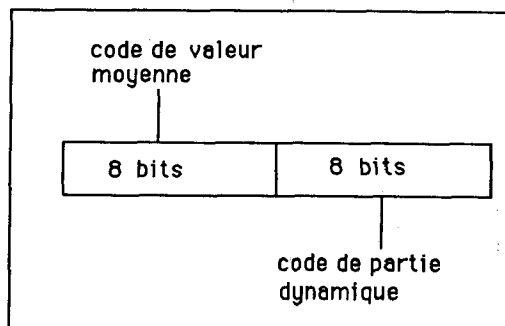 code de valeur
moyenne
8 bits
8 bits
code de partie
dynamique